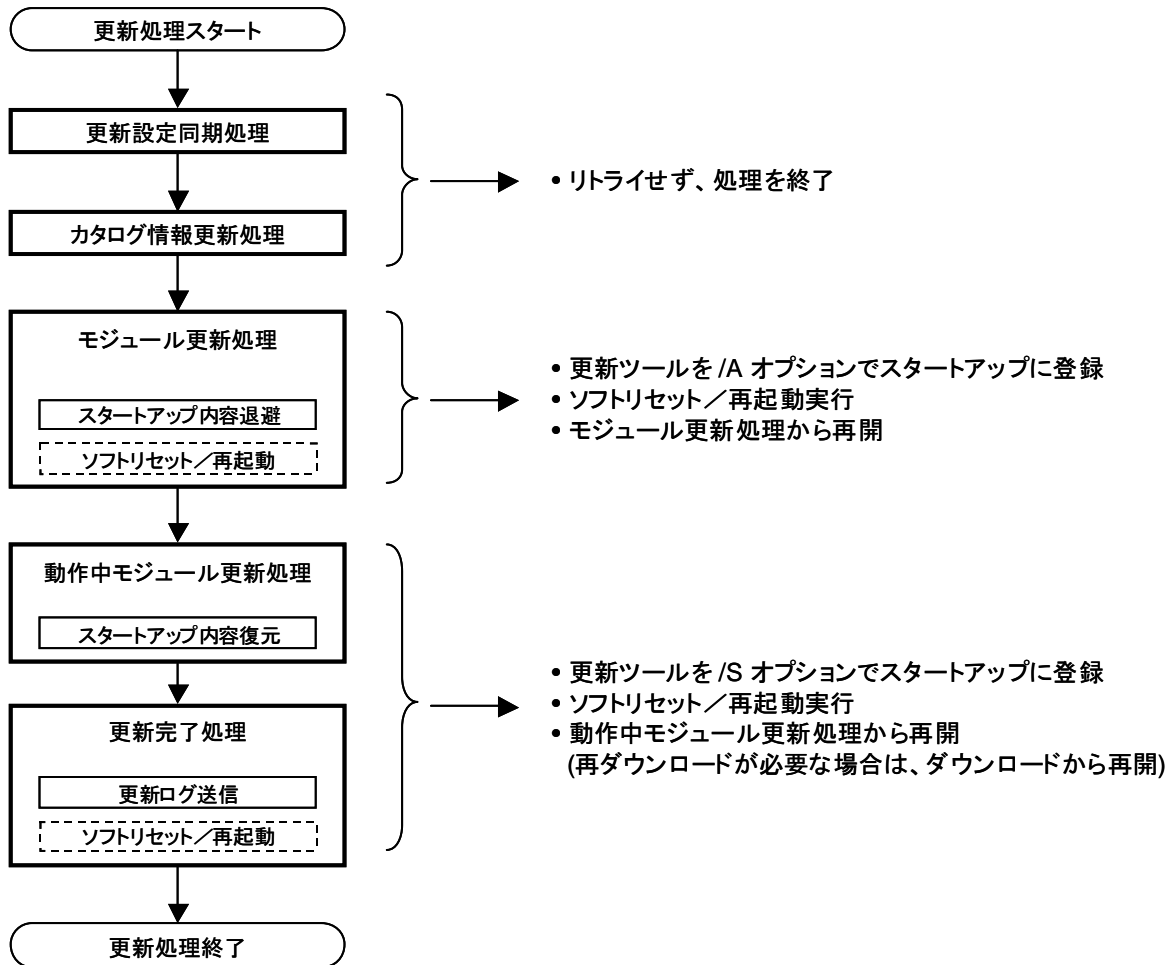 更新処理スタート
更新設定同期処理
カタログ情報更新処理
• リトライせず、処理を終了
モジュール更新処理
スタートアップ内容退避
ソフトリセット／再起動
• 更新ツールを /A オプションでスタートアップに登録
• ソフトリセット／再起動実行
• モジュール更新処理から再開
動作中モジュール更新処理
スタートアップ内容復元
更新完了処理
更新ログ送信
ソフトリセット／再起動
• 更新ツールを /S オプションでスタートアップに登録
• ソフトリセット／再起動実行
• 動作中モジュール更新処理から再開
(再ダウンロードが必要な場合は、ダウンロードから再開)
更新処理終了